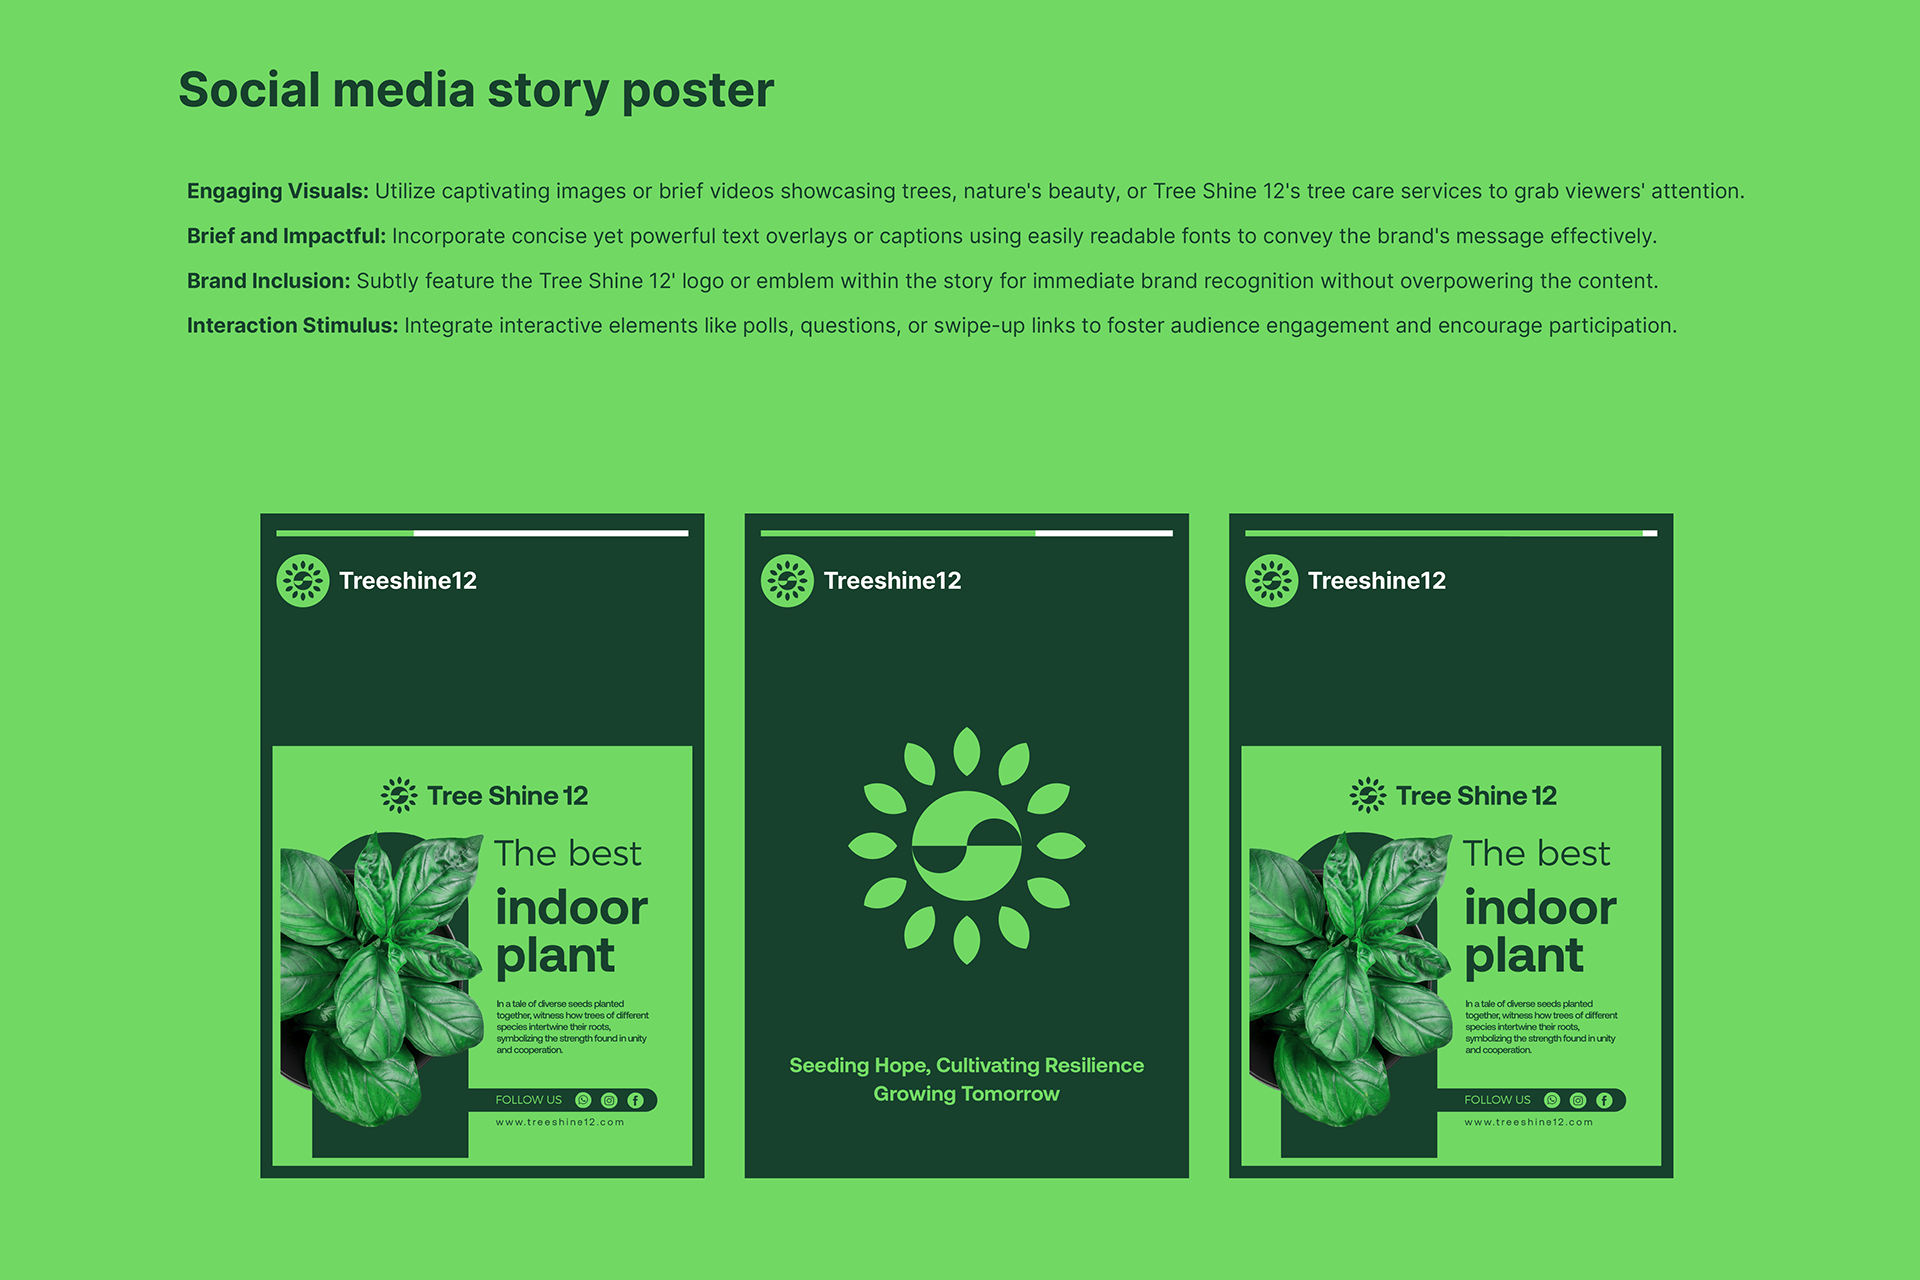 Social media story poster
Engaging Visuals: Utilize captivating images or brief videos showcasing trees, nature's beauty, or Tree Shine 12's tree care services to grab viewers' attention.
Brief and Impactful: Incorporate concise yet powerful text overlays or captions using easily readable fonts to convey the brand's message effectively.
Brand Inclusion: Subtly feature the Tree Shine 12' logo or emblem within the story for immediate brand recognition without overpowering the content.
Interaction Stimulus: Integrate interactive elements like polls, questions, or swipe-up links to foster audience engagement and encourage participation.
Treeshine12
Tree Shine 12
The best
indoor
plant
In a tale of diverse seeds planted
together, witness how trees of different
species intertwine their roots,
symbolizing the strength found in unity
and cooperation.
FOLLOW US
www.treeshine12.com
Treeshine12
Seeding Hope, Cultivating Resilience
Growing Tomorrow
Treeshine12
Tree Shine 12
The best
indoor
plant
In a tale of diverse seeds planted
together, witness how trees of different
species intertwine their roots,
symbolizing the strength found in unity
and cooperation.
FOLLOW US
www.treeshine12.com